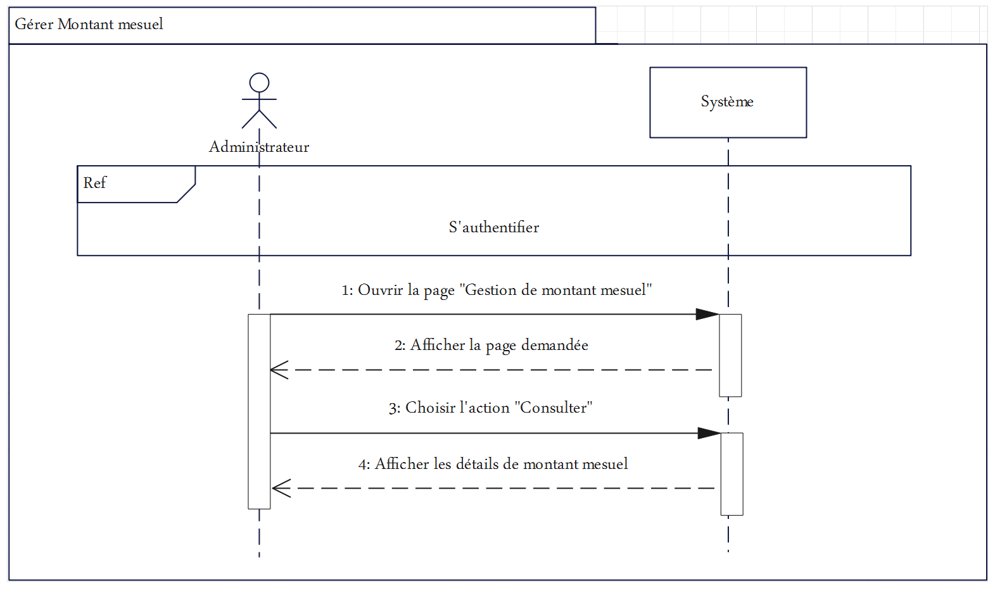 Gérer Montant mesuel
Système
Administrateur
Ref
S'authentifier
1: Ouvrir la page "Gestion de montant mesuel"
2: Afficher la page demandée
3: Choisir l'action "Consulter"
4: Afficher les détails de montant mesuel